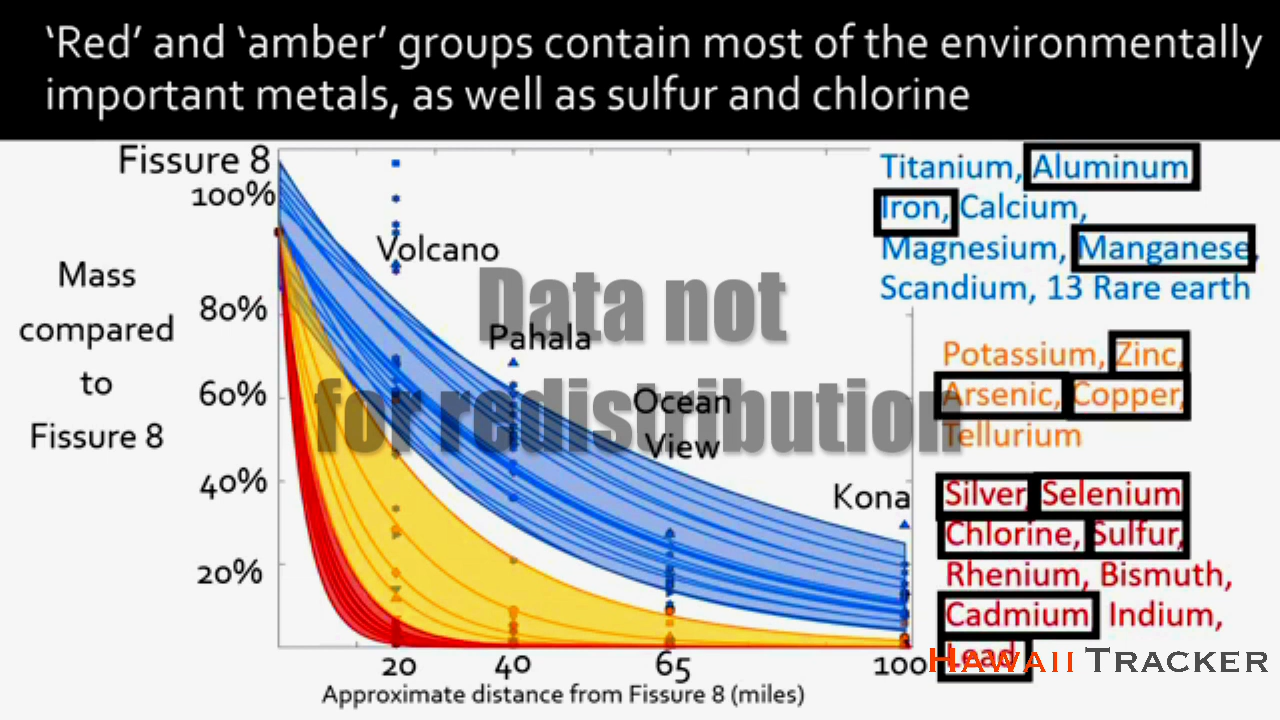 ‘Red’ and ‘amber’ groups contain most of the environmentally
important metals, as well as sulfur and chlorine
Fissure 8
100%
Volcano
Mass
compared
to
Fissure 8
80%
60%
40%
20%
Pahala
Ocean
View
Kona
Data not
for redistribution
Titanium, Aluminum
Iron, Calcium,
Magnesium, Manganese,
Scandium, 13 Rare earth
Potassium, Zinc,
Arsenic, Copper,
Tellurium
Silver, Selenium
Chlorine, Sulfur,
Rhenium, Bismuth,
Cadmium, Indium,
Lead
20 40 65 100
Approximate distance from Fissure 8 (miles)
HAWAII TRACKER